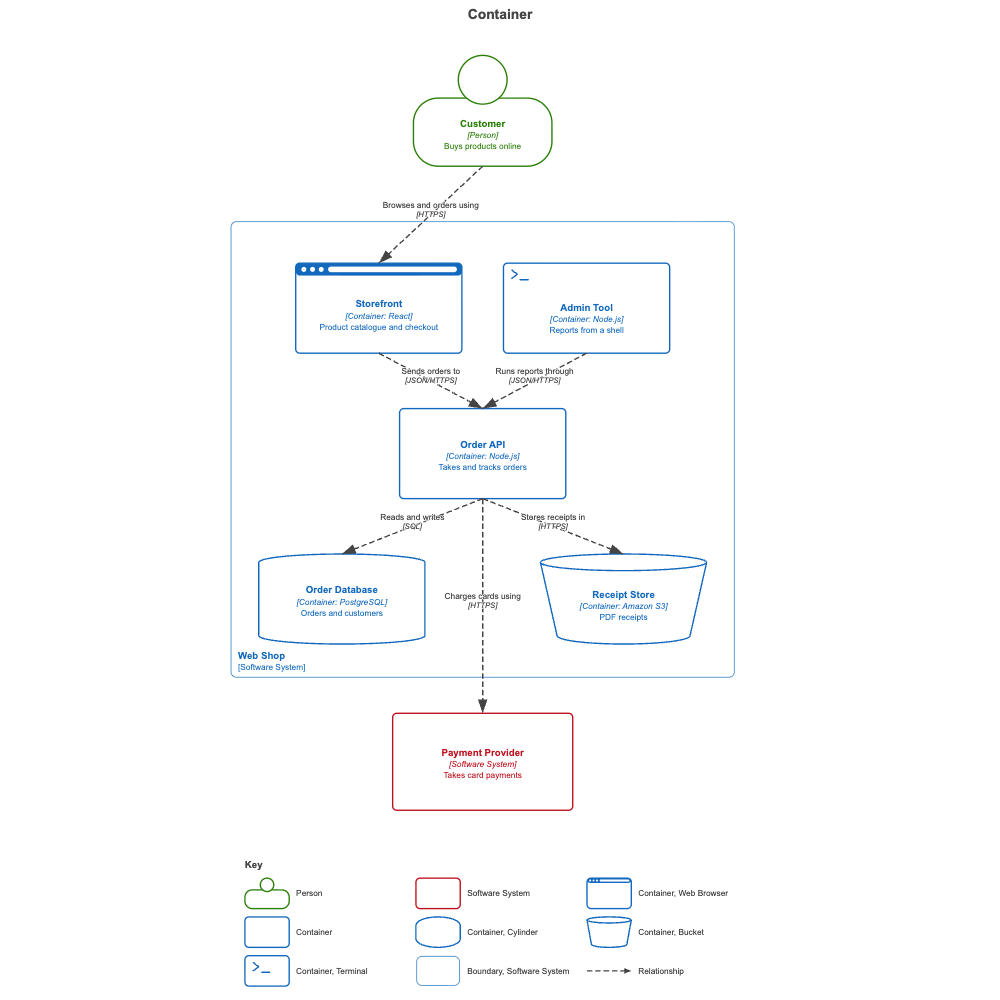 Container
Customer
[Person]
Buys products online
Browses and orders using
[HTTPS]
Storefront
[Container: React]
Product catalogue and checkout
Admin Tool
[Container: Node.js]
Reports from a shell
Sends orders to
[JSON/HTTPS]
Runs reports through
[JSON/HTTPS]
Order API
[Container: Node.js]
Takes and tracks orders
Reads and writes
[SQL]
Stores receipts in
[HTTPS]
Charges cards using
[HTTPS]
Order Database
[Container: PostgreSQL]
Orders and customers
Receipt Store
[Container: Amazon S3]
PDF receipts
Web Shop
[Software System]
Payment Provider
[Software System]
Takes card payments
Key
Person
Software System
Container, Web Browser
Container
Container, Cylinder
Container, Bucket
Container, Terminal
Boundary, Software System
Relationship